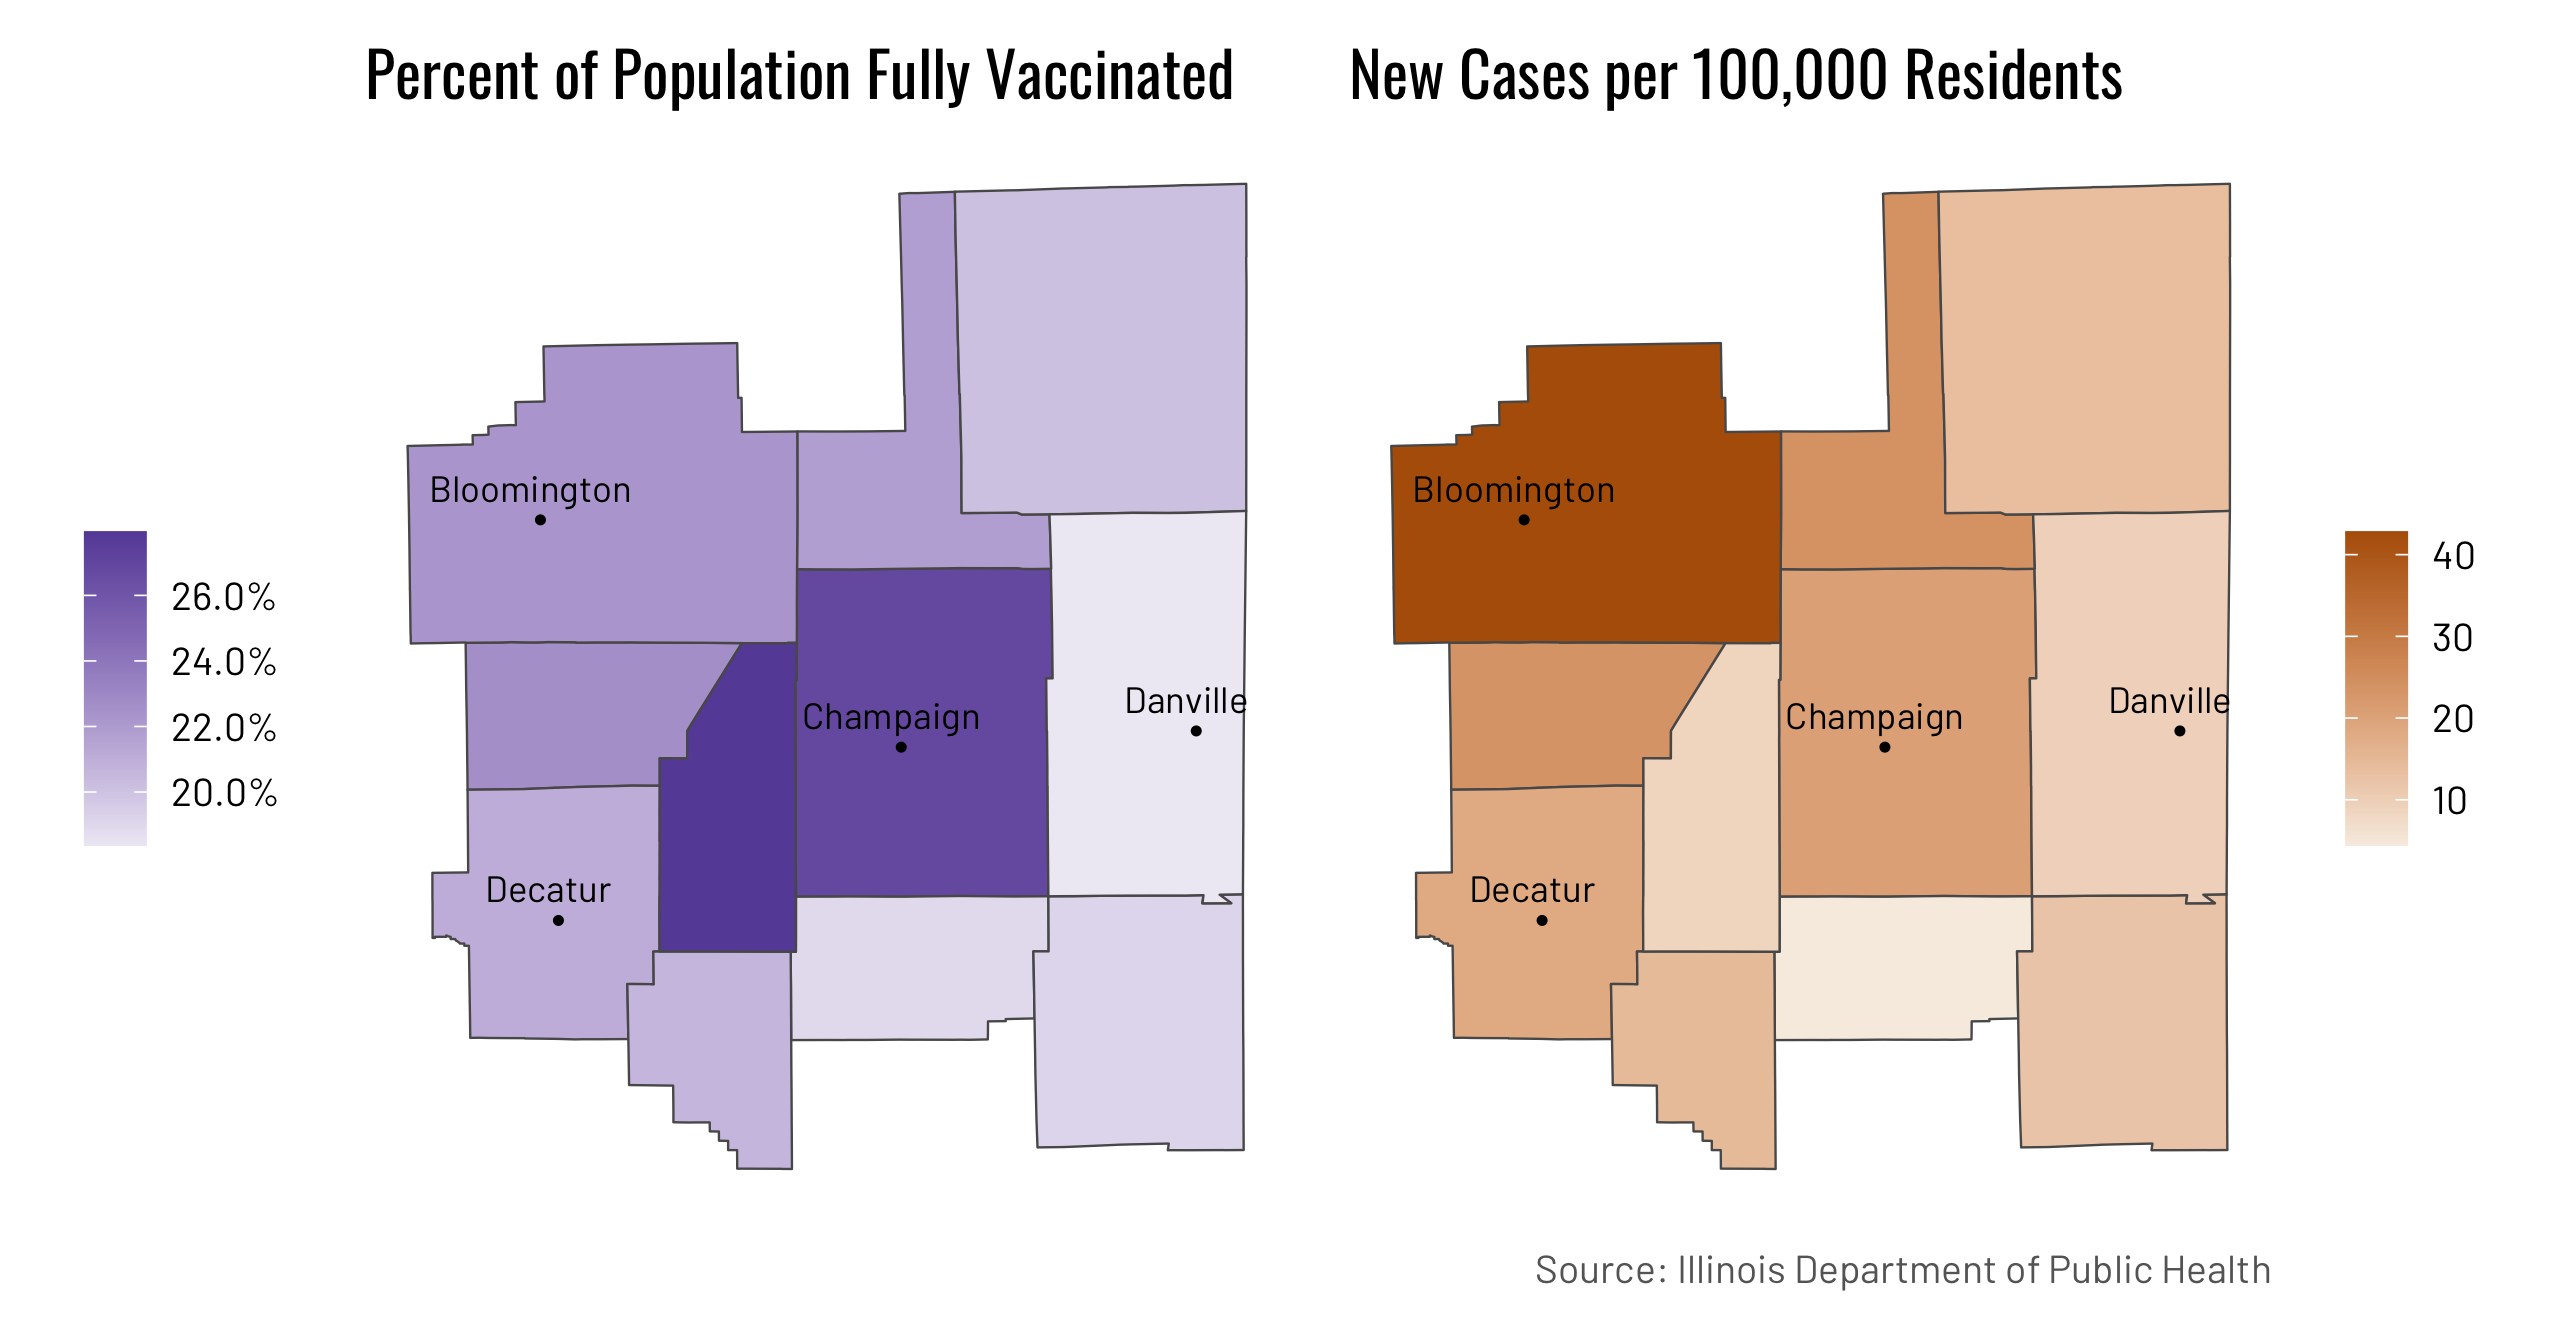 Percent of Population Fully Vaccinated
New Cases per 100,000 Residents
Bloomington
Champaign
Danville
Decatur
26.0%
24.0%
22.0%
20.0%
Bloomington
Champaign
Danville
Decatur
40
30
20
10
Source: Illinois Department of Public Health